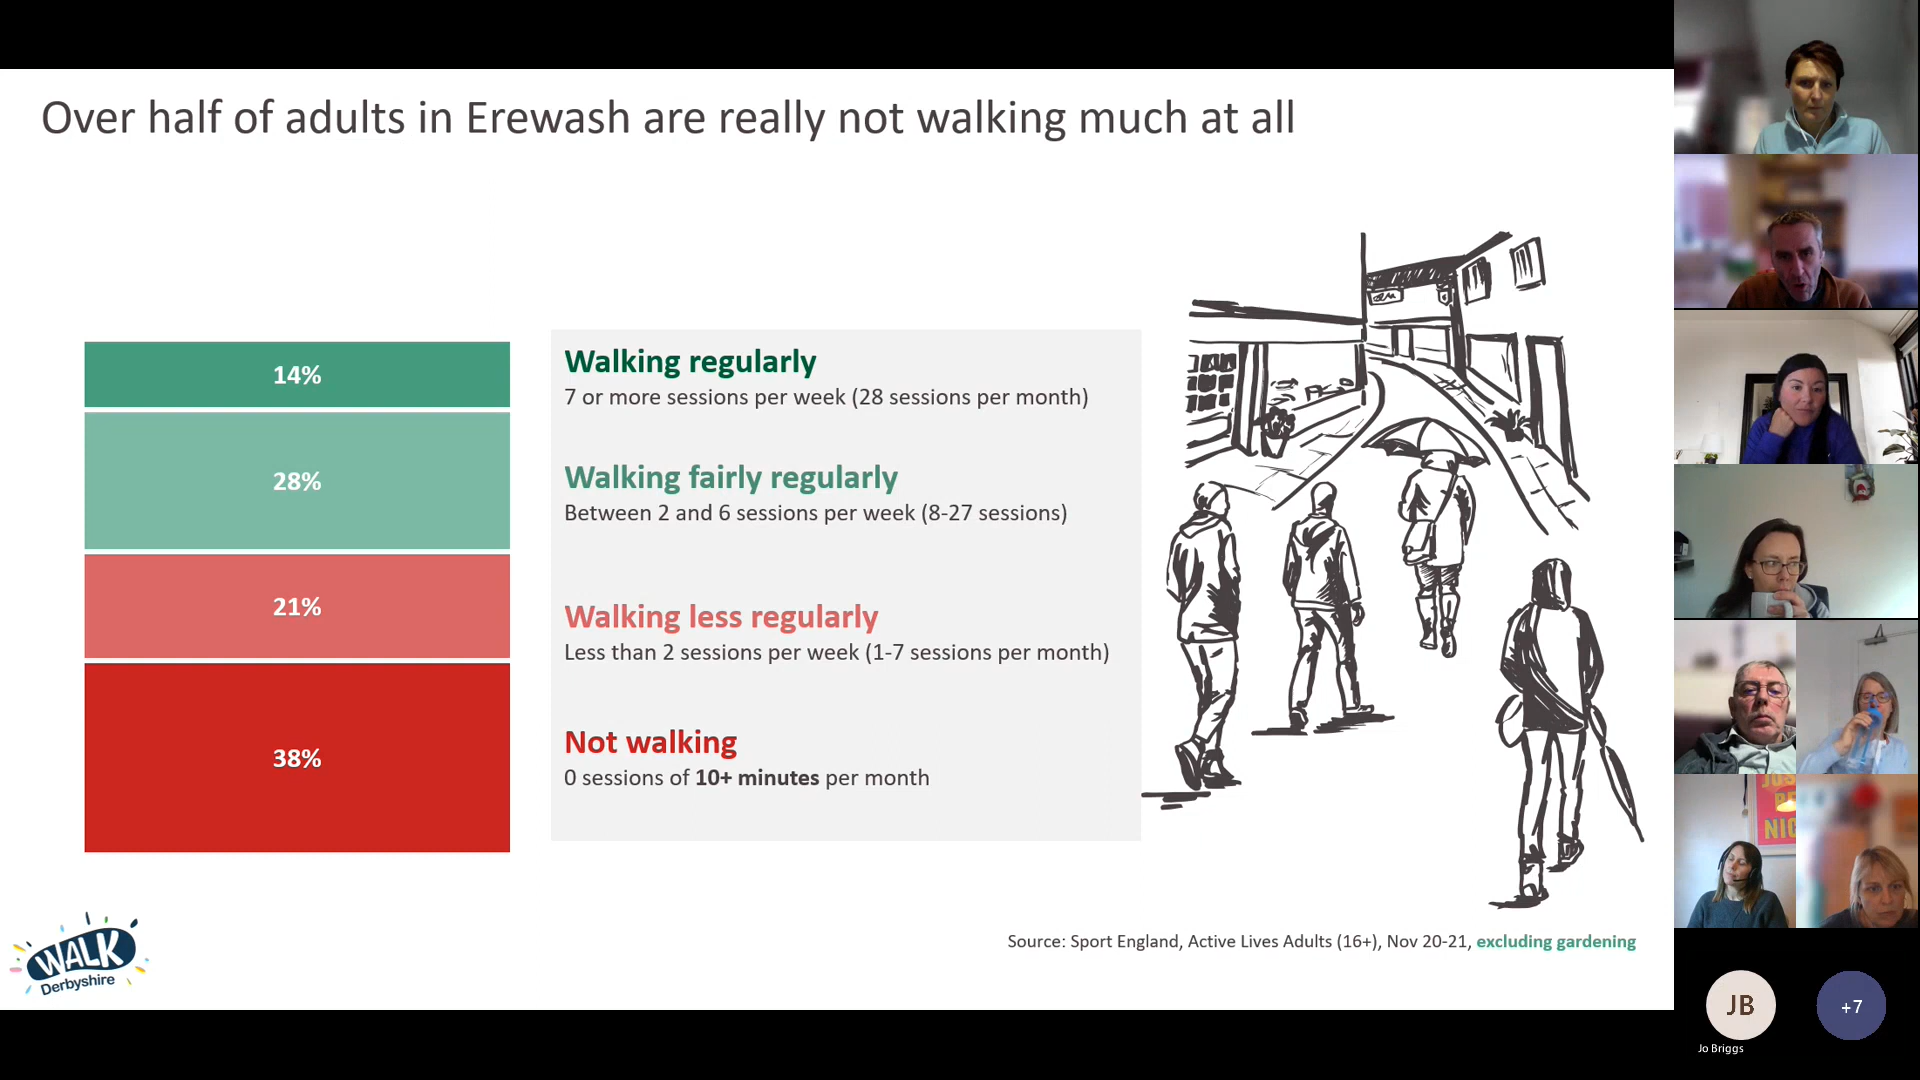 Over half of adults in Erewash are really not walking much at all
14%
Walking regularly
7 or more sessions per week (28 sessions per month)
28%
Walking fairly regularly
Between 2 and 6 sessions per week (8-27 sessions)
21%
Walking less regularly
Less than 2 sessions per week (1-7 sessions per month)
38%
Not walking
0 sessions of 10+ minutes per month
WALK
Derbyshire
Source: Sport England, Active Lives Adults (16+), Nov 20-21, excluding gardening
JB
Jo Briggs
+7